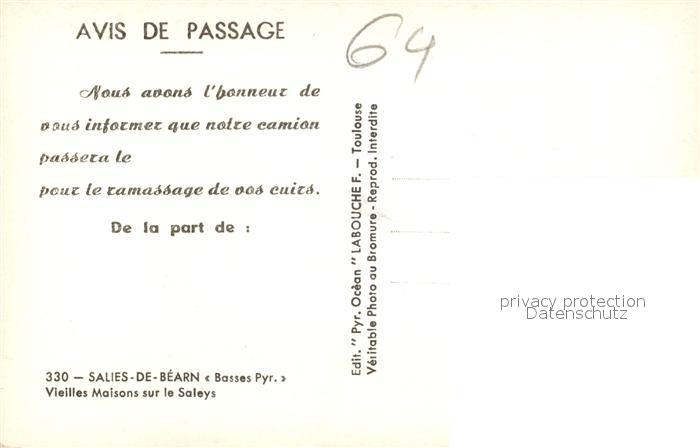 AVIS DE PASSAGE
Nous avons l'honneur de
vous informer que notre camion
passera le
pour le ramassage de vos cuirs.
De la part de :
330 — SALIES-DE-BÉARN « Basses Pyr. »
Vieilles Maisons sur le Saleys
64
Edit. " Pyr. Océan " LABOUCHE F. — Toulouse
Véritable Photo au Bromure - Reprod. Interdite
privacy protection
Datenschutz